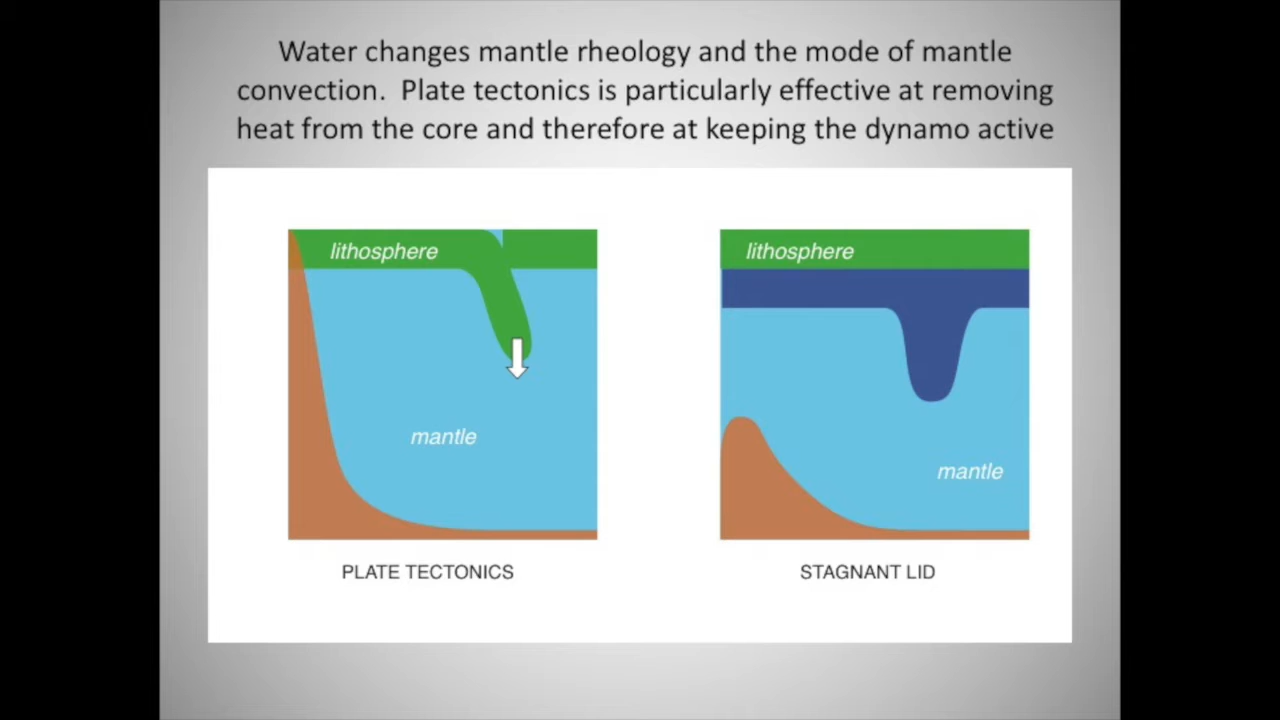 Water changes mantle rheology and the mode of mantle
convection.  Plate tectonics is particularly effective at removing
heat from the core and therefore at keeping the dynamo active
lithosphere
mantle
PLATE TECTONICS
lithosphere
mantle
STAGNANT LID